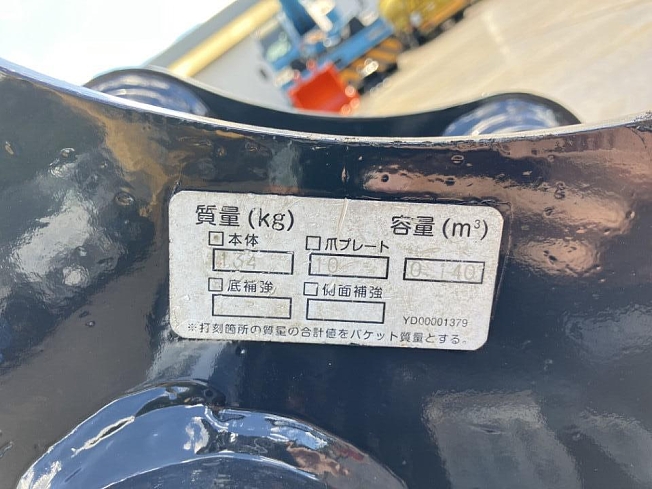 質量(kg) 容量(m³)
本体 爪プレート
134 10 0.140
底補強 側面補強
YD00001379
※打刻箇所の質量の合計値をバケット質量とする。